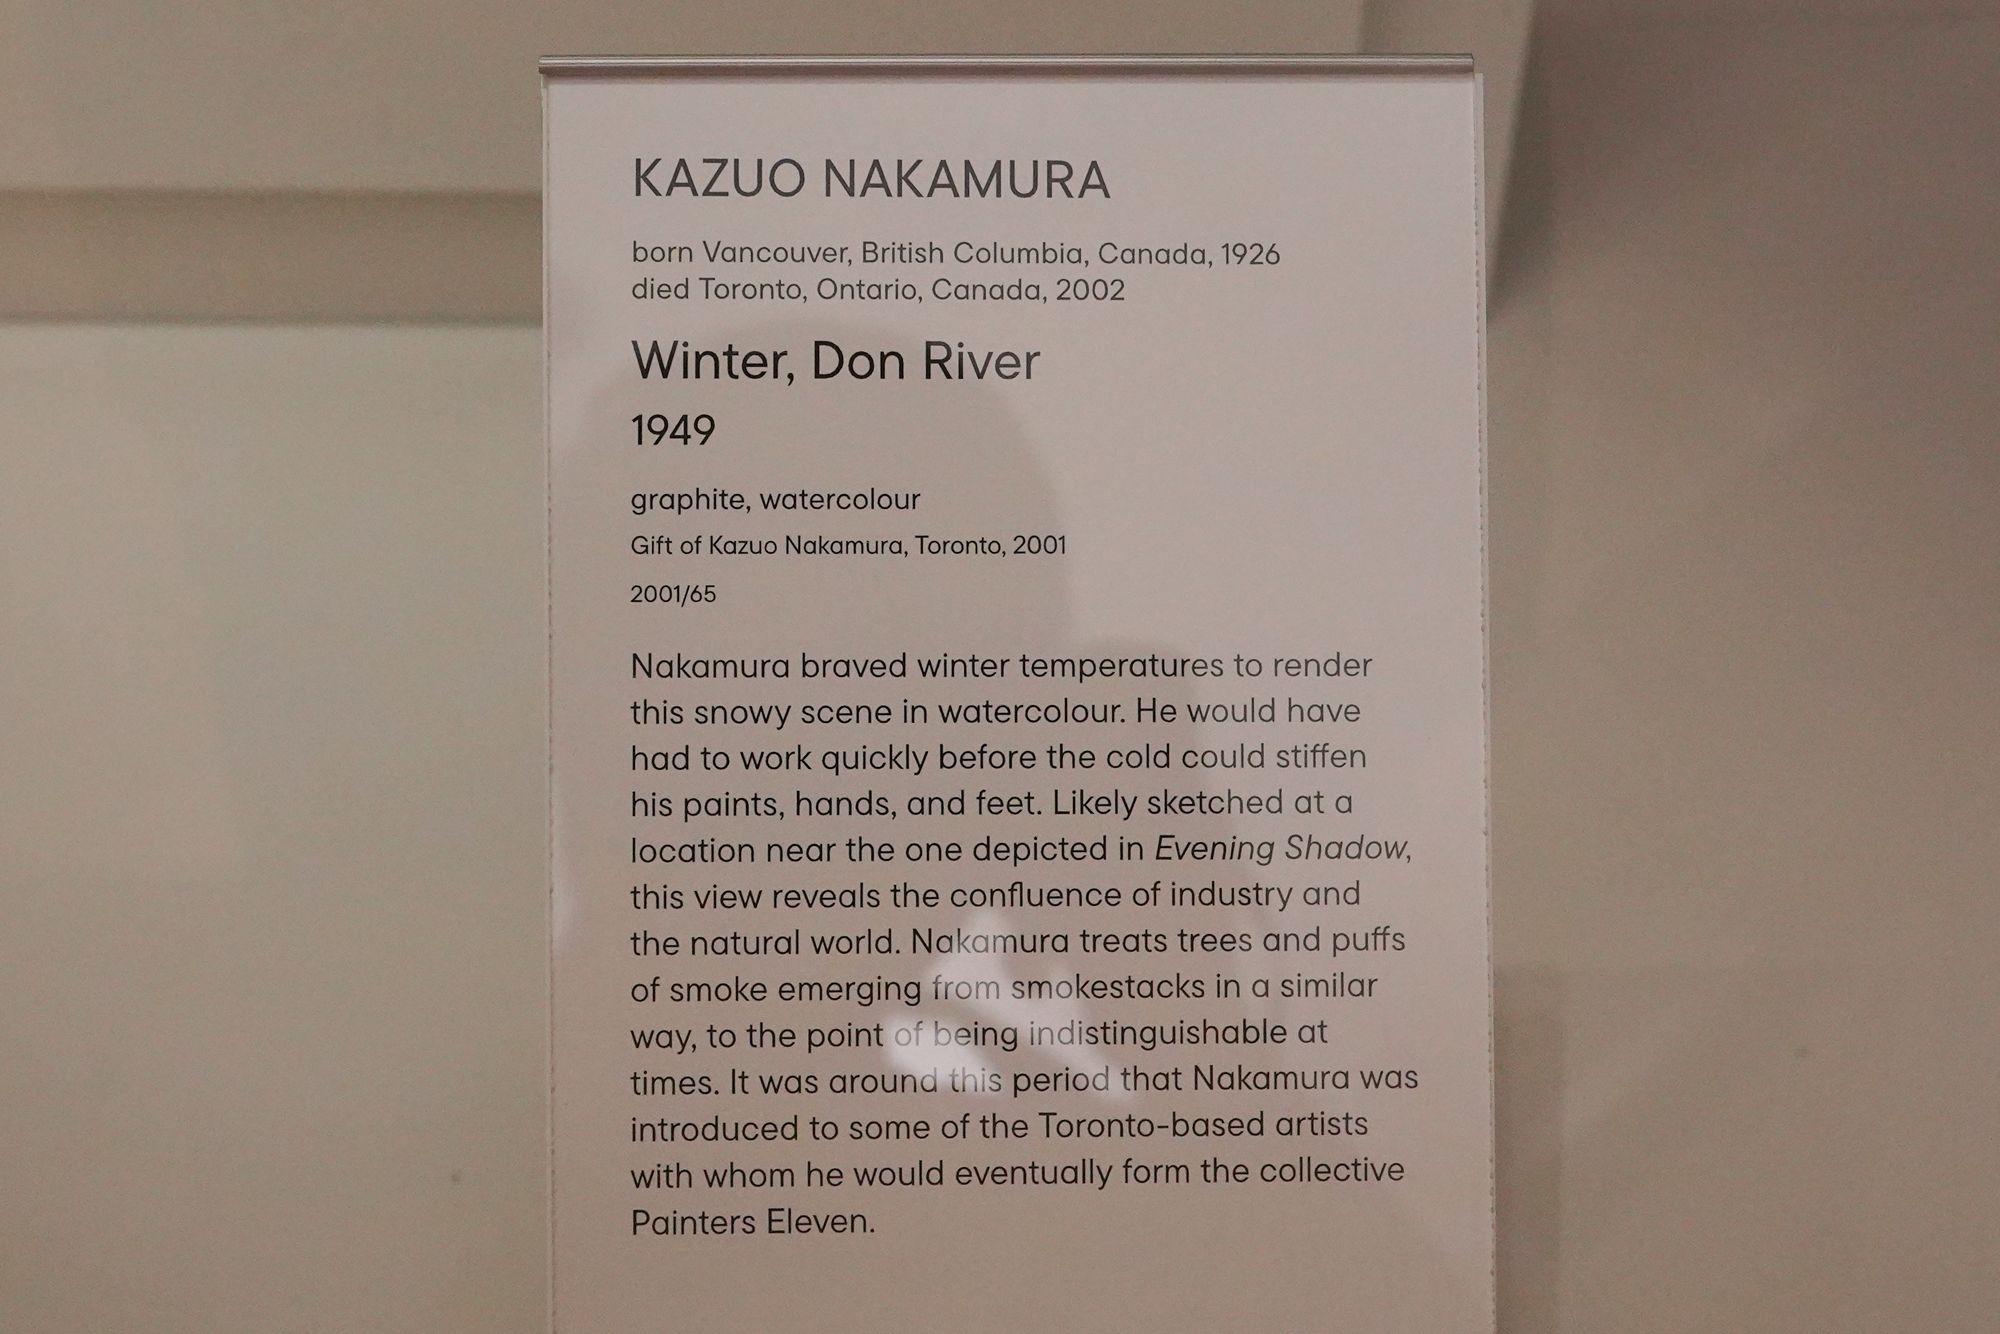 KAZUO NAKAMURA
born Vancouver, British Columbia, Canada, 1926
died Toronto, Ontario, Canada, 2002
Winter, Don River
1949
graphite, watercolour
Gift of Kazuo Nakamura, Toronto, 2001
2001/65
Nakamura braved winter temperatures to render
this snowy scene in watercolour. He would have
had to work quickly before the cold could stiffen
his paints, hands, and feet. Likely sketched at a
location near the one depicted in Evening Shadow,
this view reveals the confluence of industry and
the natural world. Nakamura treats trees and puffs
of smoke emerging from smokestacks in a similar
way, to the point of being indistinguishable at
times. It was around this period that Nakamura was
introduced to some of the Toronto-based artists
with whom he would eventually form the collective
Painters Eleven.